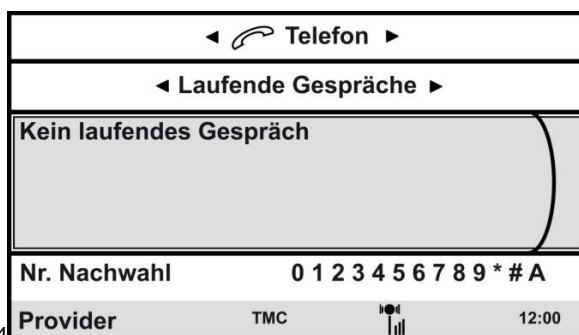 ◄ Telefon ►
◄ Laufende Gespräche ►
Kein laufendes Gespräch
Nr. Nachwahl 0 1 2 3 4 5 6 7 8 9 * # A
Provider TMC 12:00